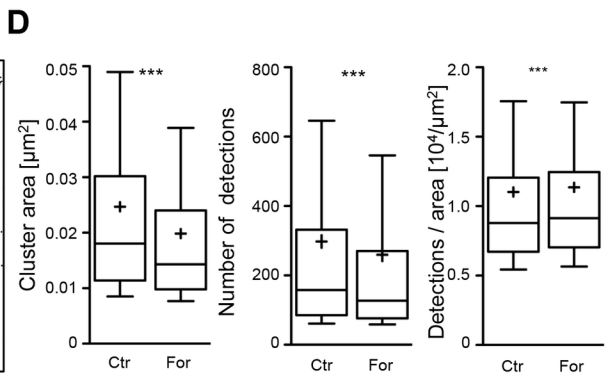 D
Cluster area [µm²]
0.05
0.04
0.03
0.02
0.01
0
***
Ctr
For
Number of detections
800
600
400
200
0
***
Ctr
For
Detections / area [10⁴/µm²]
2.0
1.5
1.0
0.5
0
***
Ctr
For